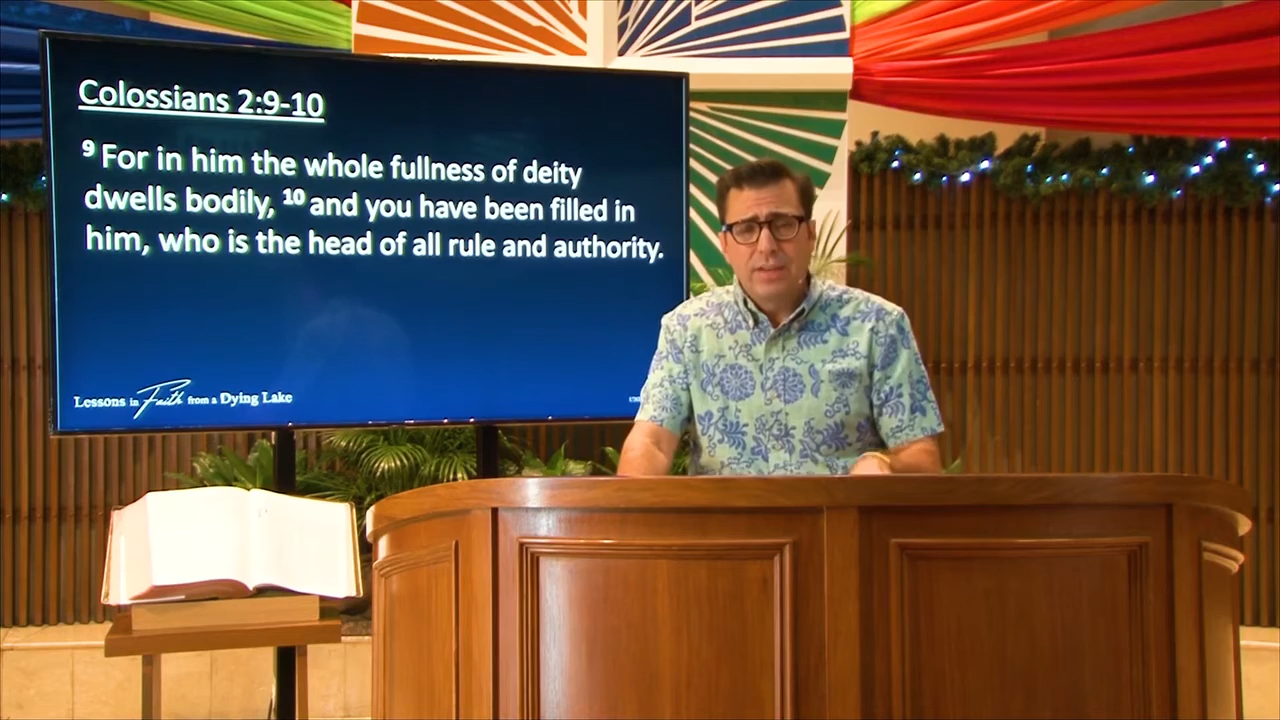 Colossians 2:9-10
9 For in him the whole fullness of deity
dwells bodily, 10 and you have been filled in
him, who is the head of all rule and authority.
Lessons in Faith from a Dying Lake